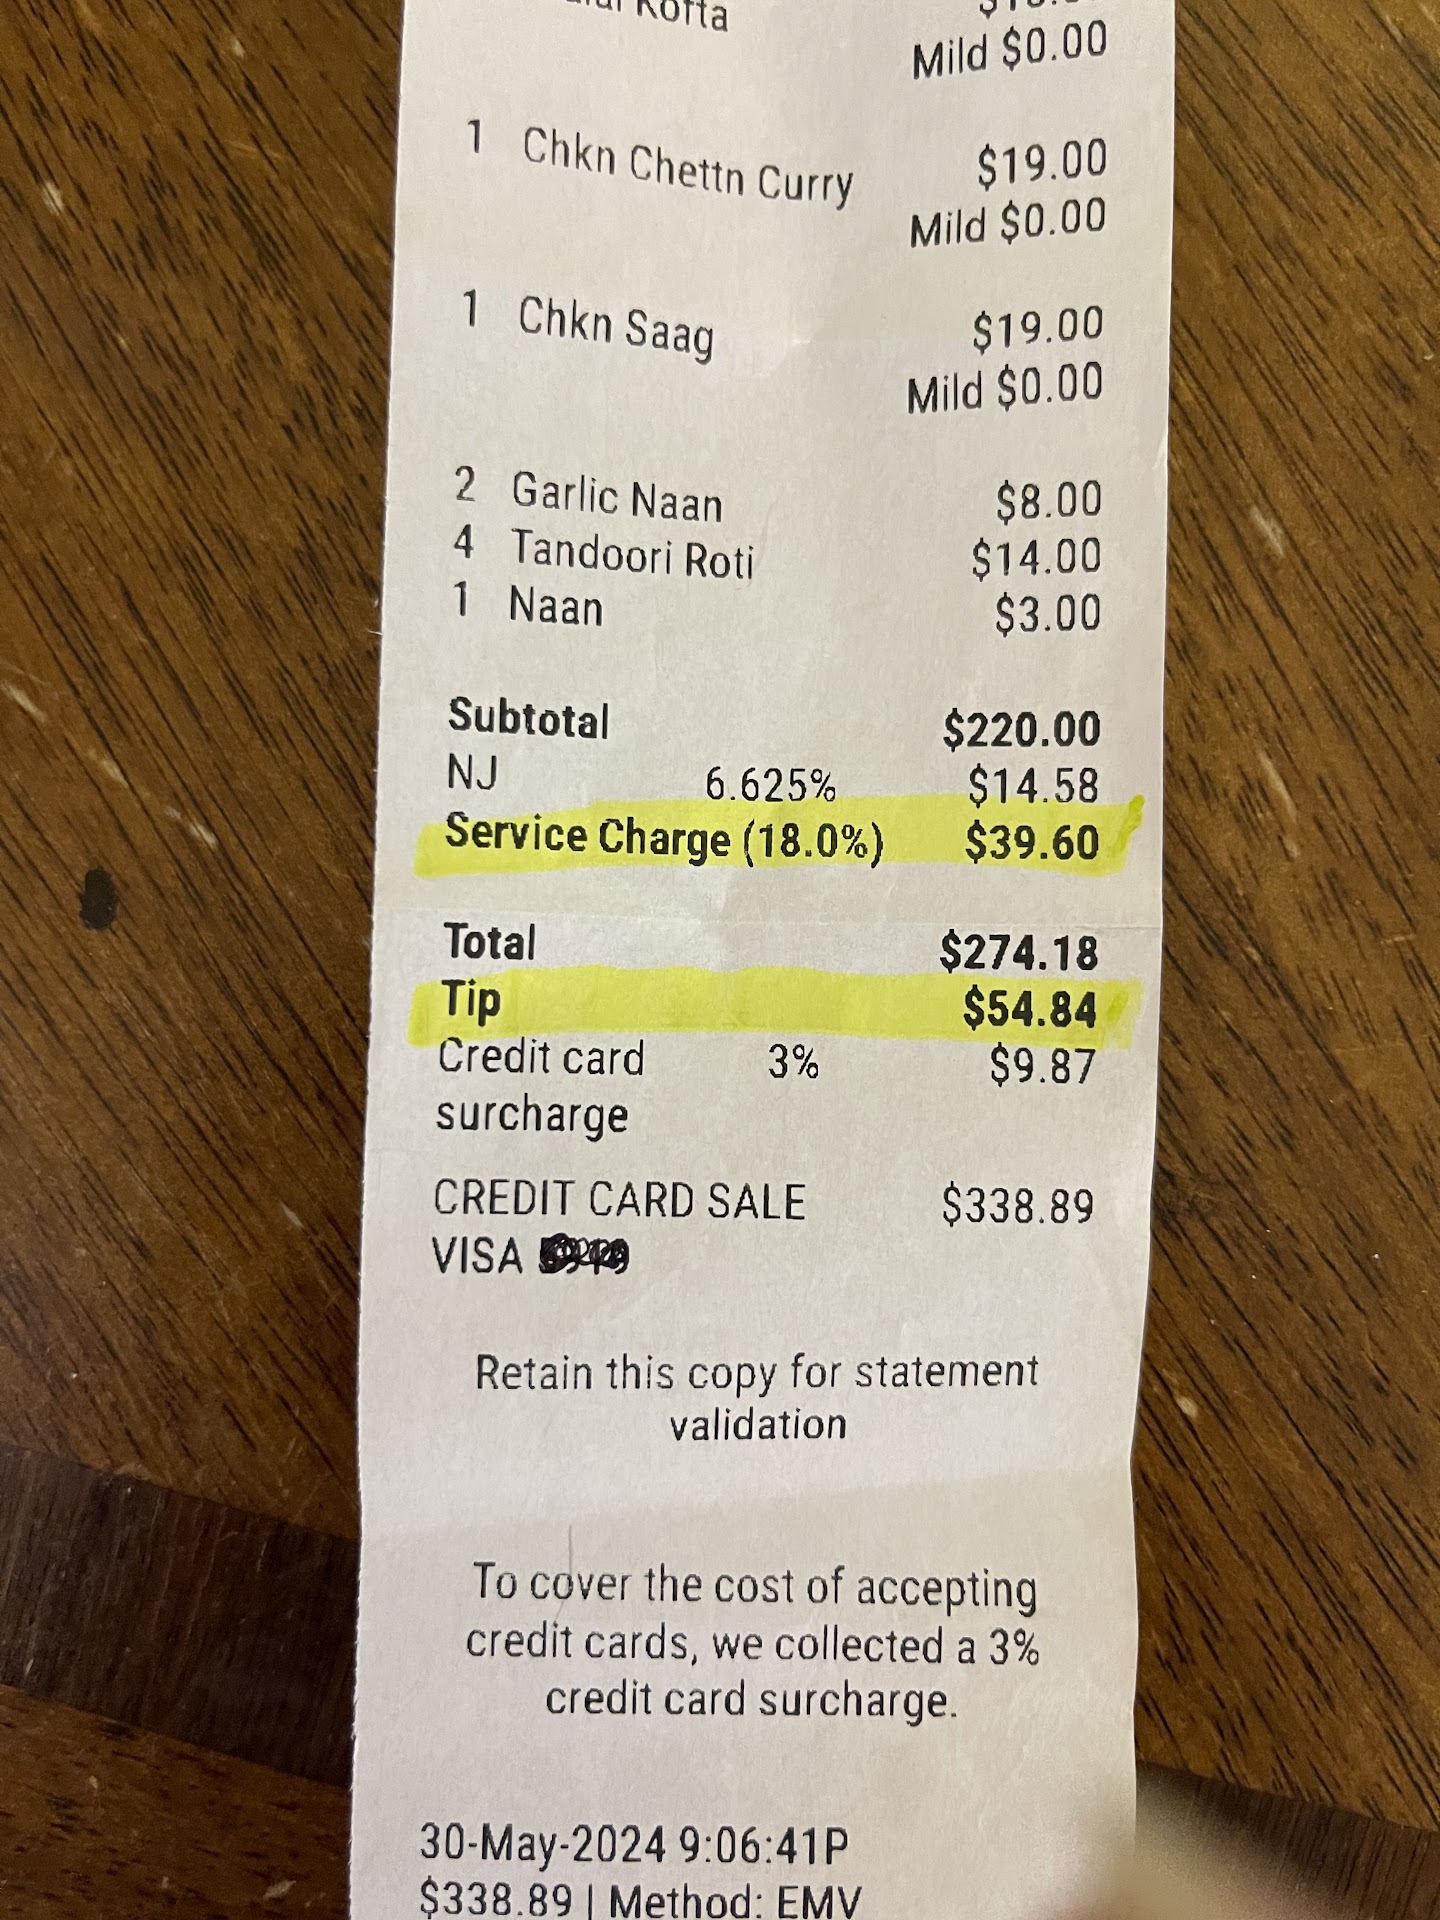 Kofta
Mild $0.00
1 Chkn Chettn Curry $19.00
Mild $0.00
1 Chkn Saag $19.00
Mild $0.00
2 Garlic Naan $8.00
4 Tandoori Roti $14.00
1 Naan $3.00
Subtotal $220.00
NJ 6.625% $14.58
Service Charge (18.0%) $39.60
Total $274.18
Tip $54.84
Credit card 3% $9.87
surcharge
CREDIT CARD SALE $338.89
VISA
Retain this copy for statement
validation
To cover the cost of accepting
credit cards, we collected a 3%
credit card surcharge.
30-May-2024 9:06:41P
$338.89 | Method: EMV